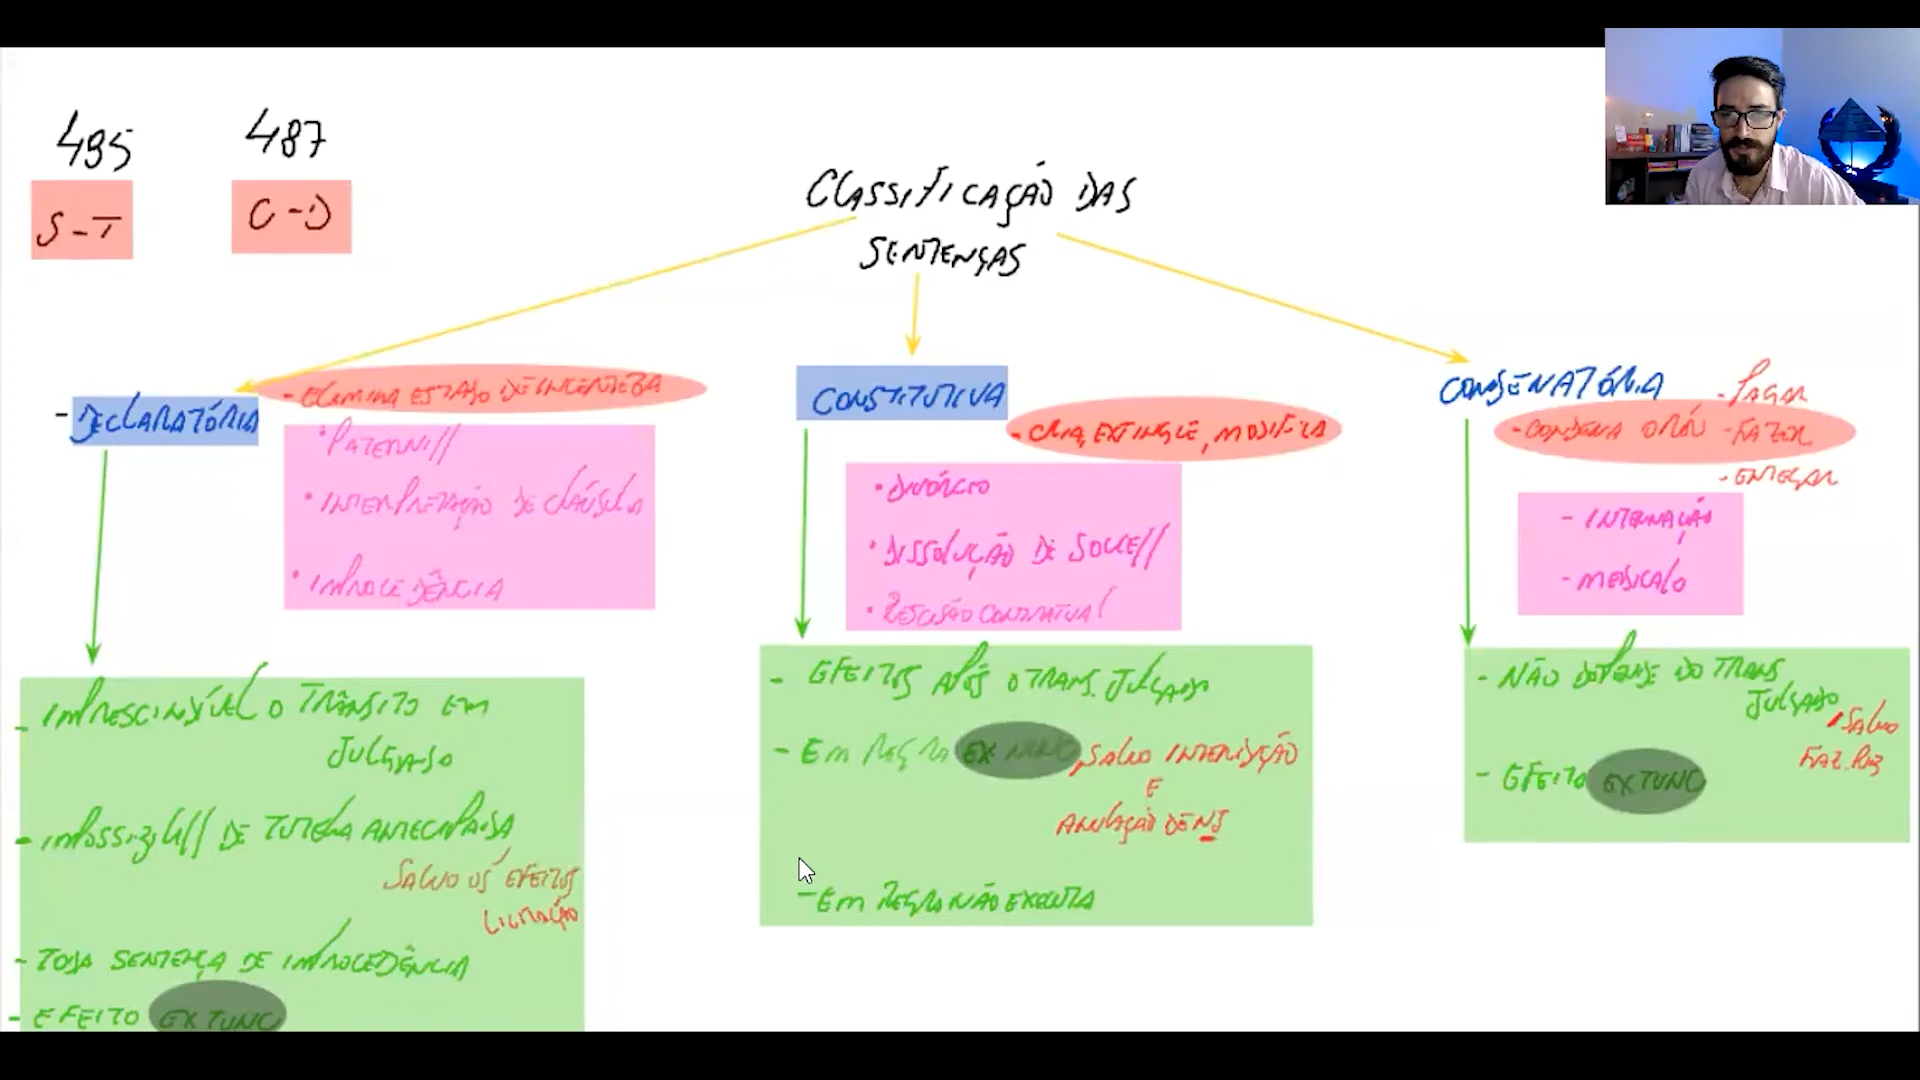 485
487
S-T
C-D
CLASSIFICAÇÃO DAS
SENTENÇAS
- DECLARATÓRIA
- ELIMINA ESTADO DE INCERTEZA
• PATERNI//
• INTERPRETAÇÃO DE CLÁUSULA
• IMPROCEDÊNCIA
- IMPRESCINDÍVEL O TRÂNSITO EM
JULGADO
- IMPOSSIBILI// DE TUTELA ANTECIPADA
SALVO OS EFEITOS
LICITAÇÃO
- TODA SENTENÇA DE IMPROCEDÊNCIA
- EFEITO EX TUNC
CONSTITUTIVA
- CRIA, EXTINGUE, MODIFICA
• DIVÓRCIO
• DISSOLUÇÃO DE SOCIE//
• RESCISÃO CONTRATUAL
- EFEITOS APÓS O TRANS. JULGADO
- EM REGRA EX NUNC, SALVO INTERDIÇÃO
E
ANULAÇÃO DE NJ
- EM REGRA NÃO EXECUTA
CONDENATÓRIA
- PAGAR
- CONDENA O RÉU - FAZER
- ENTEGAR
- INTERNAÇÃO
- MEDICA/O
- NÃO DEPENDE DO TRANS
JULGADO
• SALVO
FAZ. PUB
- EFEITO EX TUNC